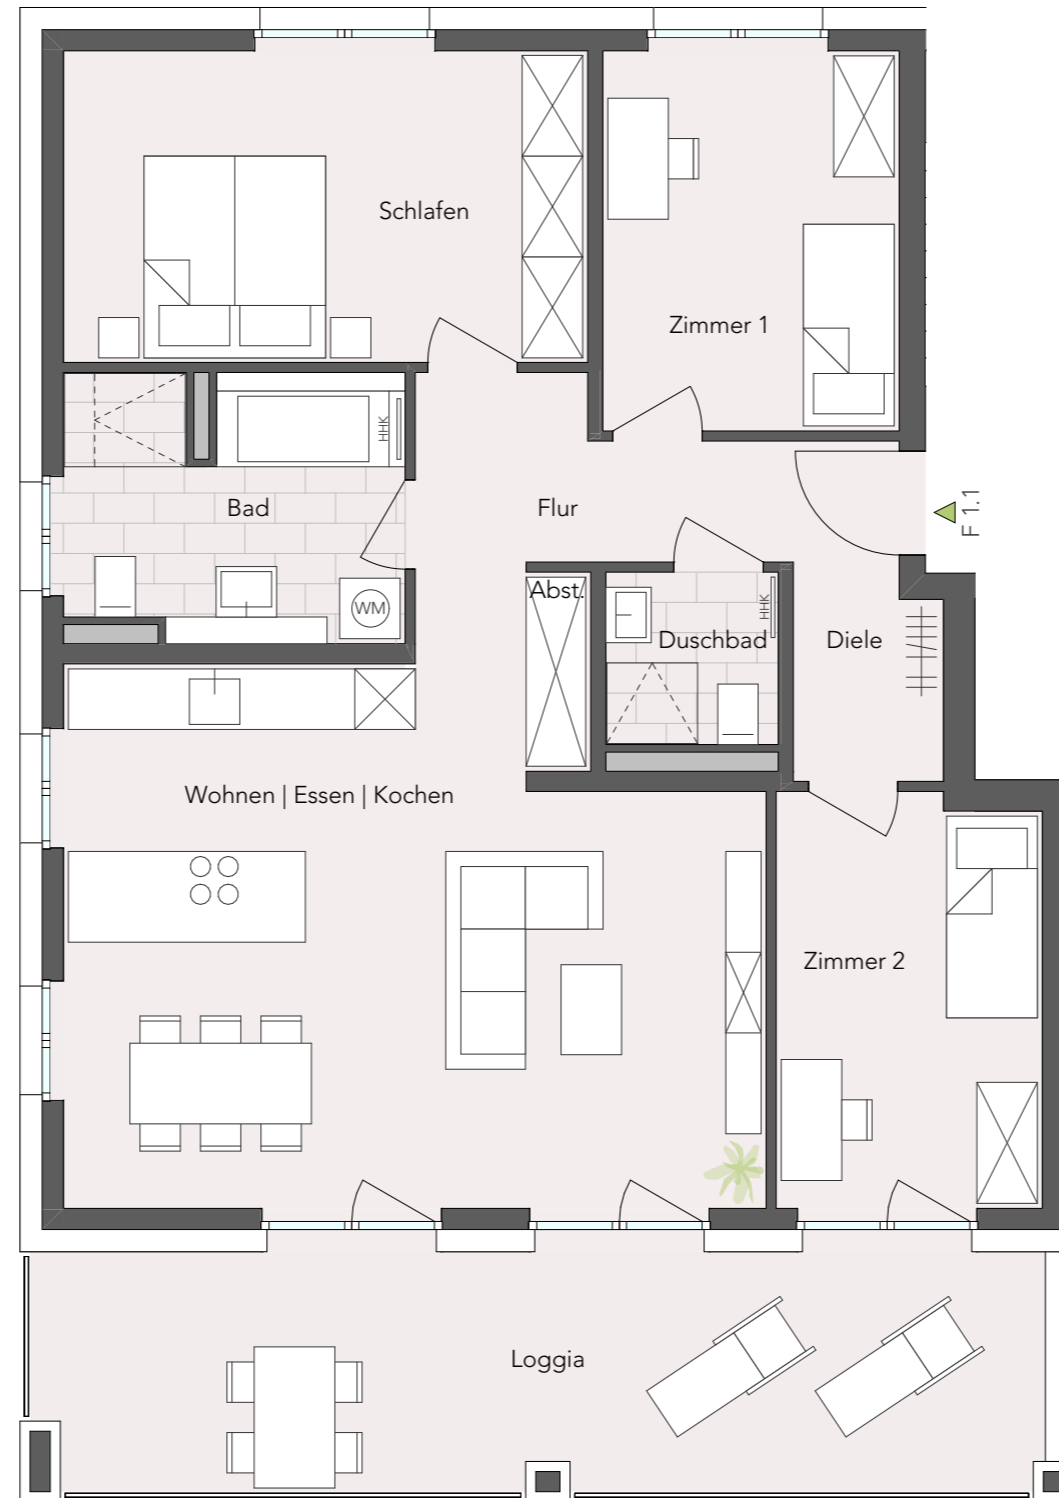 Schlafen
Zimmer 1
HHK
Bad
Flur
F 1.1
Abst.
WM
HHK
Duschbad
Diele
Wohnen | Essen | Kochen
Zimmer 2
Loggia